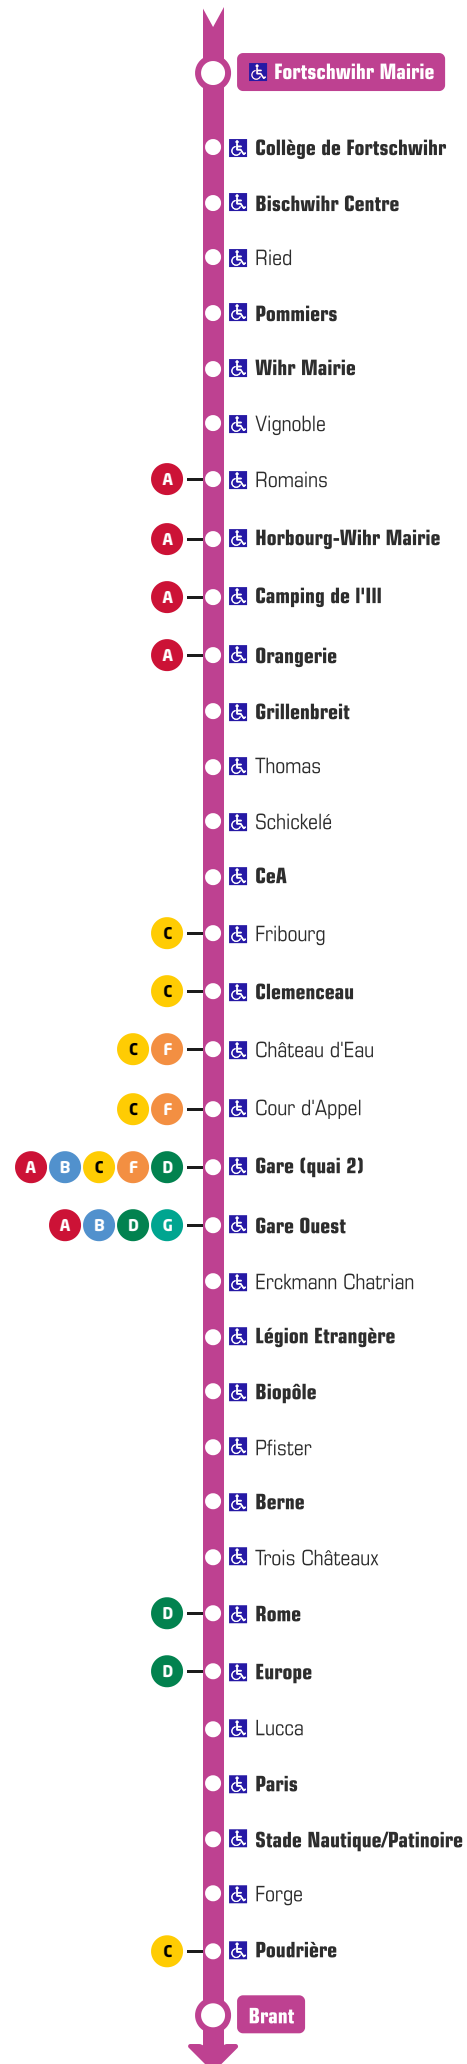 Fortschwihr Mairie
Collège de Fortschwihr
Bischwihr Centre
Ried
Pommiers
Wihr Mairie
Vignoble
A Romains
A Horbourg-Wihr Mairie
A Camping de l'Ill
A Orangerie
Grillenbreit
Thomas
Schickelé
CeA
C Fribourg
C Clemenceau
C F Château d'Eau
C F Cour d'Appel
A B C F D Gare (quai 2)
A B D G Gare Ouest
Erckmann Chatrian
Légion Etrangère
Biopôle
Pfister
Berne
Trois Châteaux
D Rome
D Europe
Lucca
Paris
Stade Nautique/Patinoire
Forge
C Poudrière
Brant